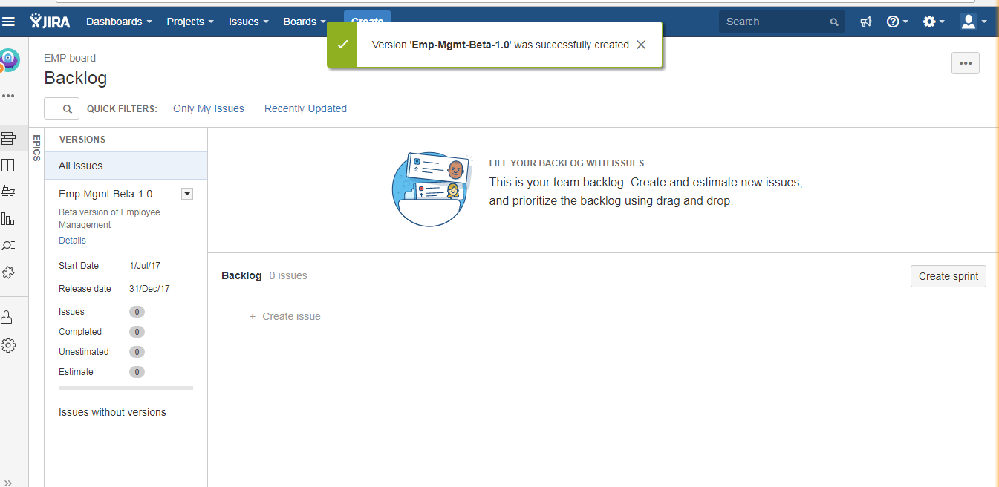 JIRA Dashboards Projects Issues Boards Create Search
Version 'Emp-Mgmt-Beta-1.0' was successfully created.
EMP board
Backlog
QUICK FILTERS: Only My Issues Recently Updated
EPICS
VERSIONS
All issues
Emp-Mgmt-Beta-1.0
Beta version of Employee
Management
Details
Start Date 1/Jul/17
Release date 31/Dec/17
Issues 0
Completed 0
Unestimated 0
Estimate 0
Issues without versions
FILL YOUR BACKLOG WITH ISSUES
This is your team backlog. Create and estimate new issues,
and prioritize the backlog using drag and drop.
Backlog 0 issues
Create sprint
+ Create issue